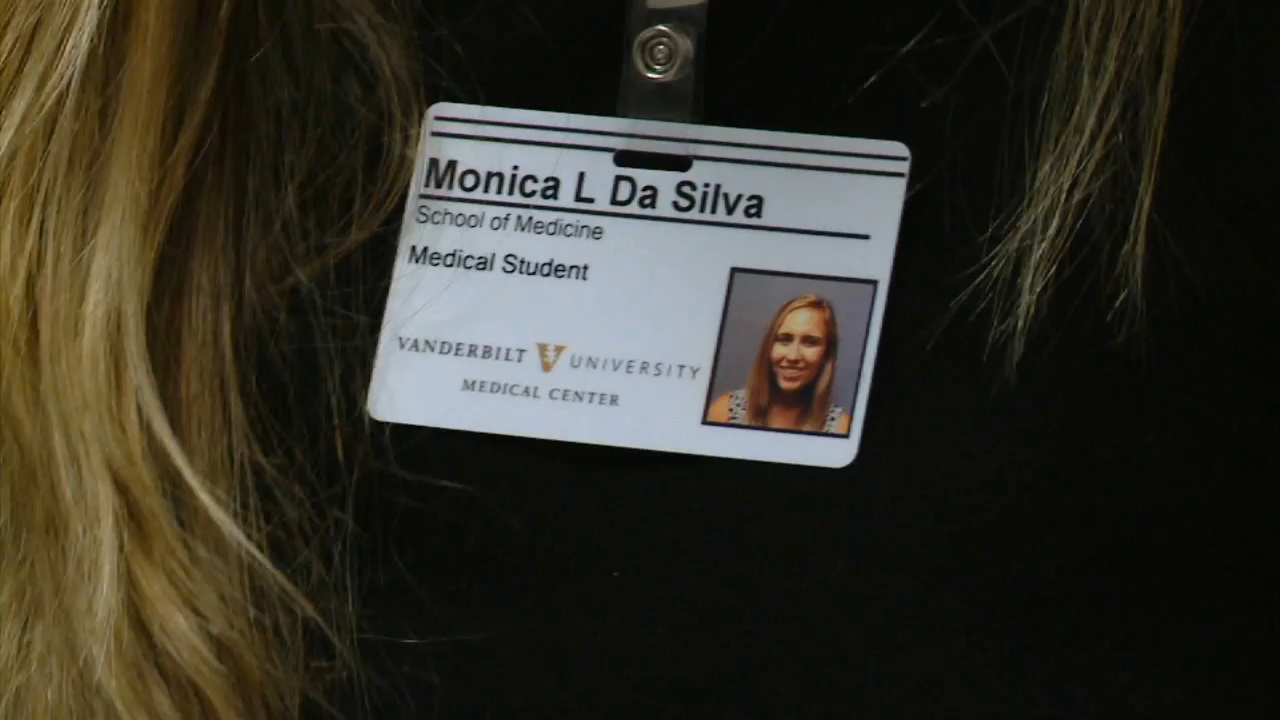 Monica L Da Silva
School of Medicine
Medical Student
VANDERBILT V UNIVERSITY
MEDICAL CENTER